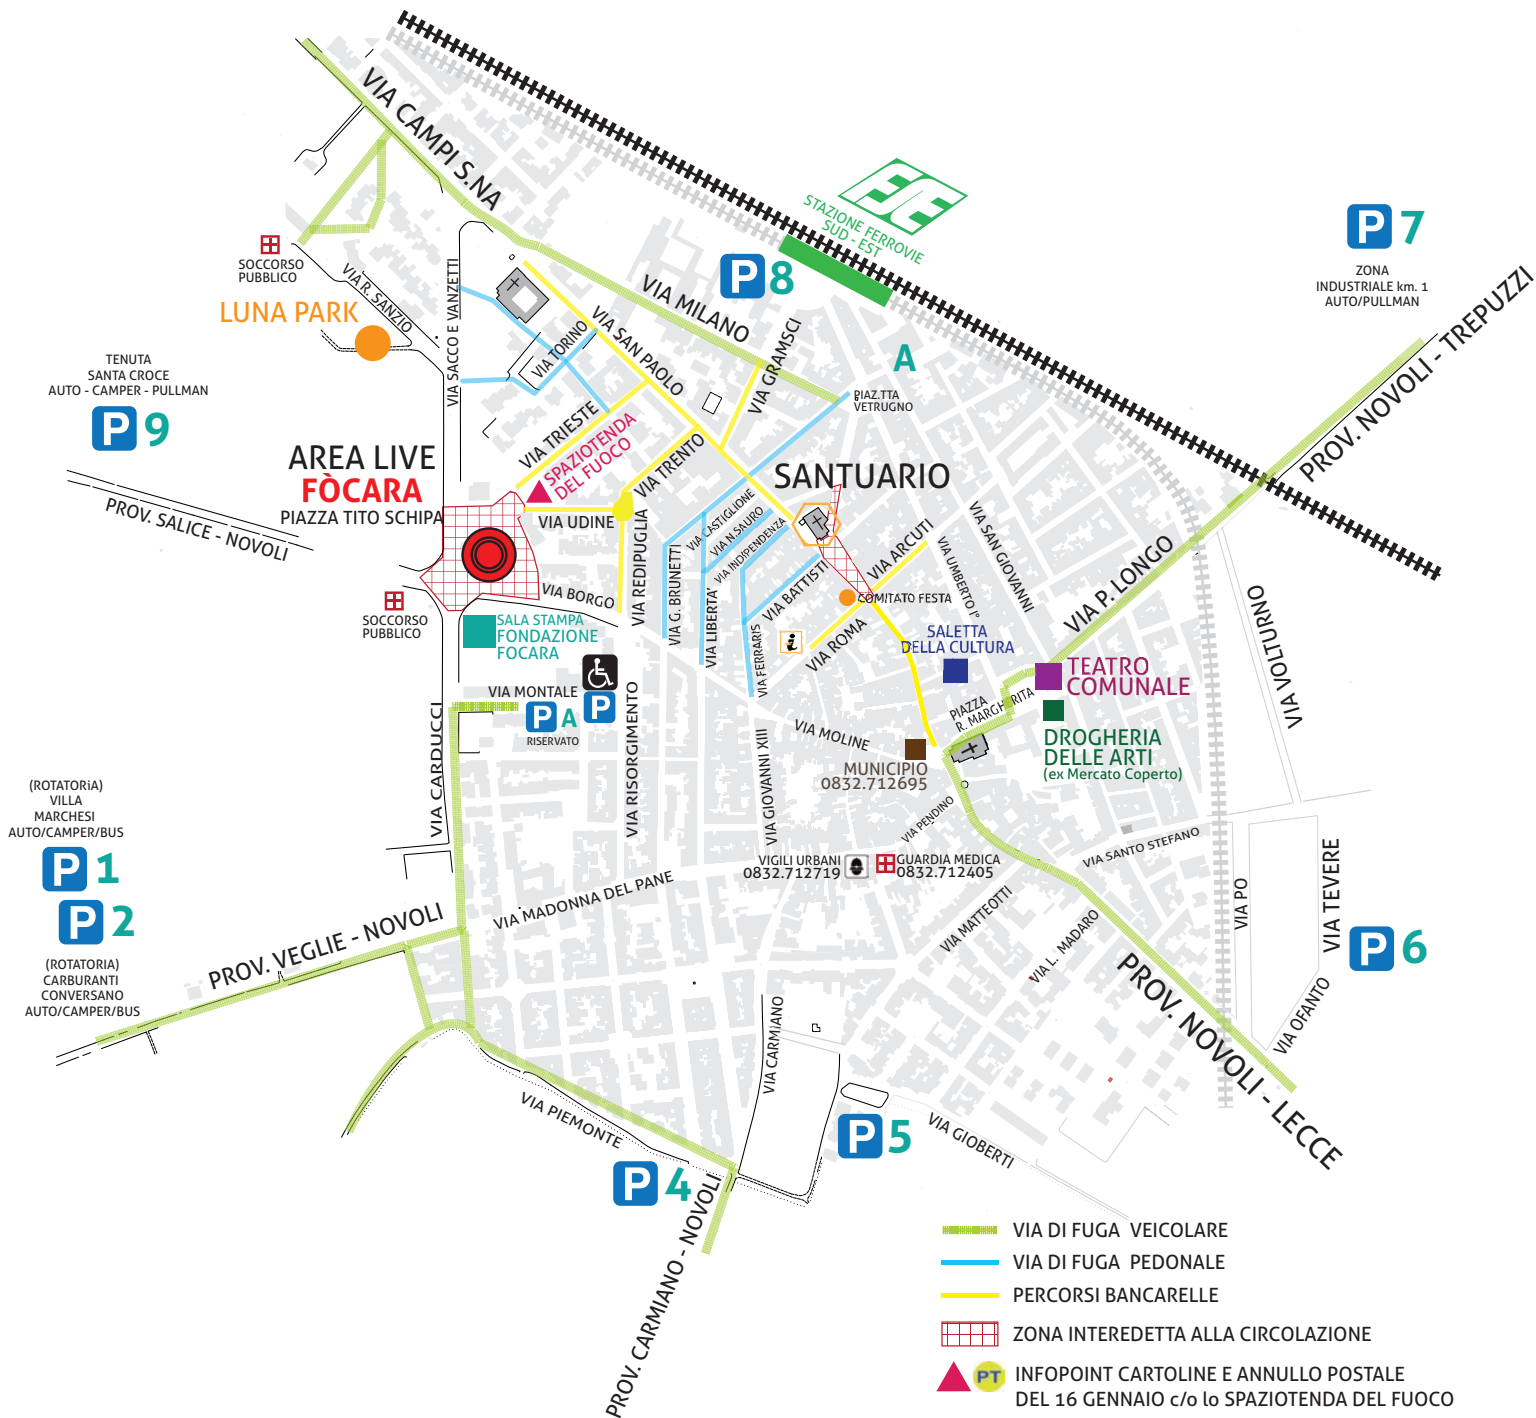 VIA CAMPI S.NA
STAZIONE FERROVIE
SUD - EST
P 7
ZONA
INDUSTRIALE km. 1
AUTO/PULLMAN
PROV. NOVOLI - TREPUZZI
SOCCORSO
PUBBLICO
VIA R. SANZIO
LUNA PARK
VIA SACCO E VANZETTI
P 8
VIA MILANO
VIA SAN PAOLO
VIA TORINO
VIA GRAMSCI
A
PIAZ.TTA
VETRUGNO
TENUTA
SANTA CROCE
AUTO - CAMPER - PULLMAN
P 9
PROV. SALICE - NOVOLI
AREA LIVE
FÒCARA
PIAZZA TITO SCHIPA
VIA TRIESTE
SPAZIOTENDA
DEL FUOCO
VIA TRENTO
VIA UDINE
VIA REDIPUGLIA
VIA BORGO
SANTUARIO
VIA CASTIGLIONE
VIA N.SAURO
VIA INDIPENDENZA
VIA BATTISTI
VIA G. BRUNETTI
VIA LIBERTA'
VIA FERRARIS
VIA ARCUTI
VIA UMBERTO I°
VIA SAN GIOVANNI
VIA P. LONGO
VIA VOLTURNO
COMITATO FESTA
i
VIA ROMA
SOCCORSO
PUBBLICO
SALA STAMPA
FONDAZIONE
FOCARA
SALETTA
DELLA CULTURA
TEATRO
COMUNALE
PIAZZA
R. MARGHERITA
DROGHERIA
DELLE ARTI
(ex Mercato Coperto)
VIA MONTALE
P A
RISERVATO
P
VIA CARDUCCI
VIA RISORGIMENTO
VIA GIOVANNI XIII
VIA MOLINE
MUNICIPIO
0832.712695
VIA PENDINO
VIGILI URBANI
0832.712719
GUARDIA MEDICA
0832.712405
VIA SANTO STEFANO
(ROTATORiA)
VILLA
MARCHESI
AUTO/CAMPER/BUS
P 1
P 2
(ROTATORIA)
CARBURANTI
CONVERSANO
AUTO/CAMPER/BUS
PROV. VEGLIE - NOVOLI
VIA MADONNA DEL PANE
VIA MATTEOTTI
VIA L. MADARO
VIA PO
VIA TEVERE
P 6
VIA OFANTO
PROV. NOVOLI - LECCE
VIA CARMIANO
VIA PIEMONTE
P 5
VIA GIOBERTI
P 4
PROV. CARMIANO - NOVOLI
VIA DI FUGA VEICOLARE
VIA DI FUGA PEDONALE
PERCORSI BANCARELLE
ZONA INTEREDETTA ALLA CIRCOLAZIONE
PT INFOPOINT CARTOLINE E ANNULLO POSTALE
DEL 16 GENNAIO c/o lo SPAZIOTENDA DEL FUOCO